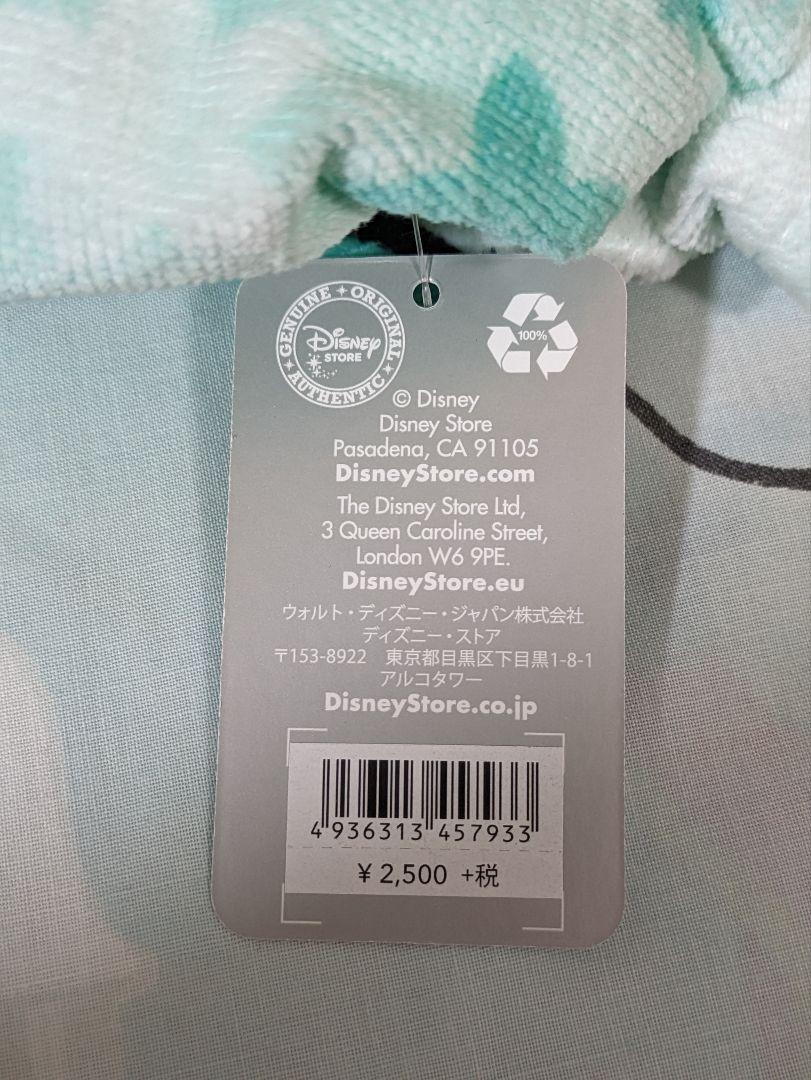 GENUINE ORIGINAL AUTHENTIC
Disney
STORE
100%
© Disney
Disney Store
Pasadena, CA 91105
DisneyStore.com
The Disney Store Ltd,
3 Queen Caroline Street,
London W6 9PE.
DisneyStore.eu
ウォルト・ディズニー・ジャパン株式会社
ディズニー・ストア
〒153-8922 東京都目黒区下目黒1-8-1
アルコタワー
DisneyStore.co.jp
4 936313 457933
¥ 2,500 +税